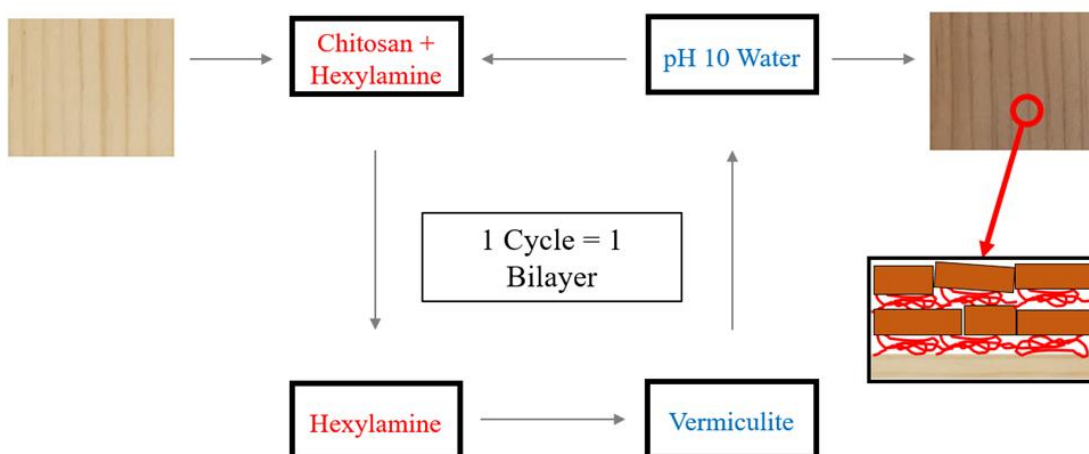 Chitosan +
Hexylamine
pH 10 Water
1 Cycle = 1
Bilayer
Hexylamine
Vermiculite